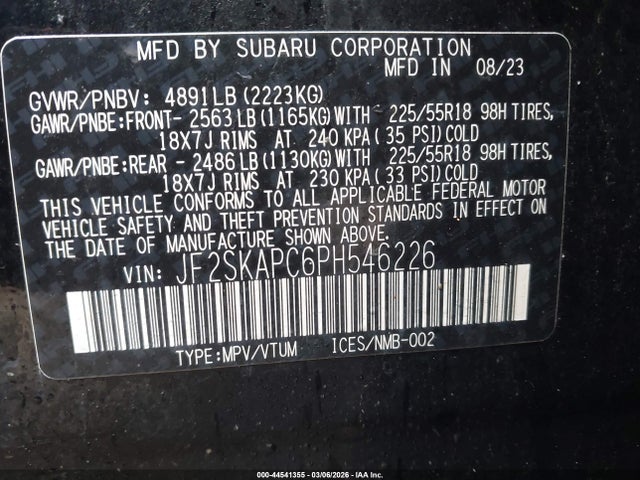 MFD BY SUBARU CORPORATION
MFD IN 08/23
GVWR/PNBV: 4891LB(2223KG)
GAWR/PNBE:FRONT-2563LB(1165KG)WITH 225/55R18 98H TIRES,
18X7J RIMS AT 240 KPA(35 PSI)COLD
GAWR/PNBE:REAR -2486LB(1130KG)WITH 225/55R18 98H TIRES,
18X7J RIMS AT 230 KPA(33 PSI)COLD
THIS VEHICLE CONFORMS TO ALL APPLICABLE FEDERAL MOTOR
VEHICLE SAFETY AND THEFT PREVENTION STANDARDS IN EFFECT ON
THE DATE OF MANUFACTURE SHOWN ABOVE.
VIN: JF2SKAPC6PH546226
TYPE:MPV/VTUM ICES/NMB-002
000-44541355 | 03/06/2026 | IAA Inc.